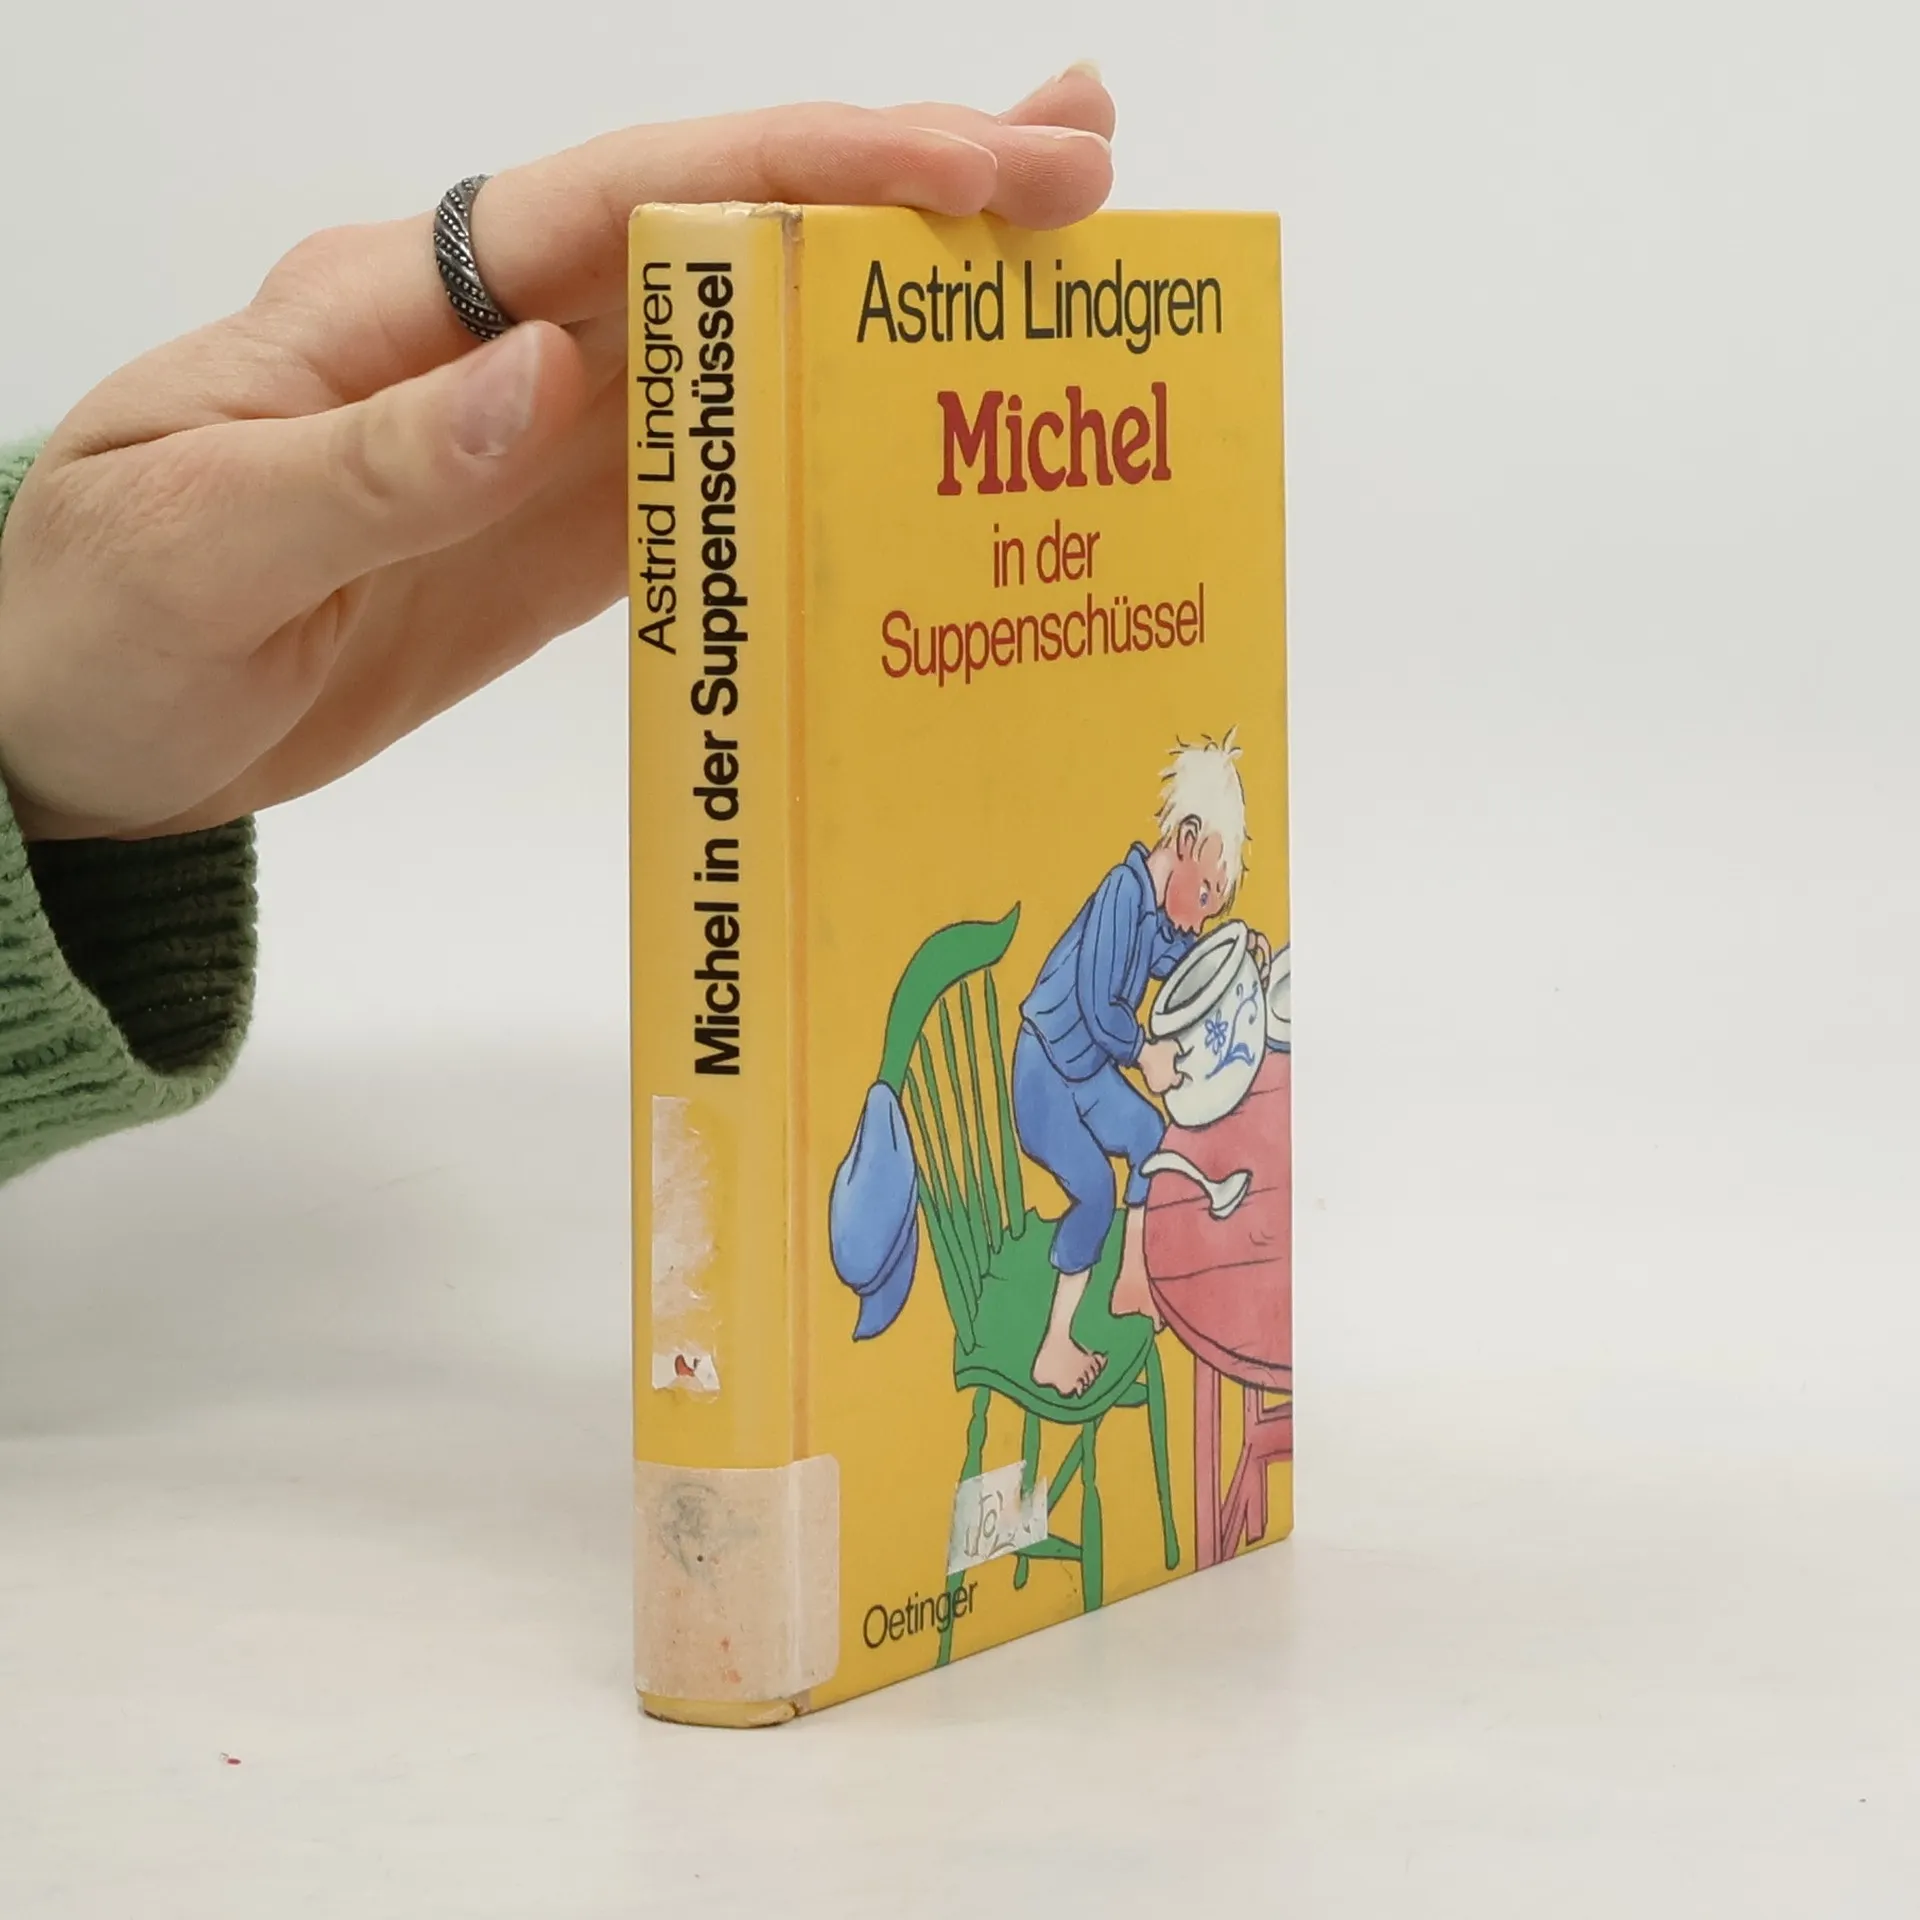 Astrid Lindgren
Michel in der Suppenschüssel
Astrid Lindgren
Michel
in der
Suppenschüssel
Oetinger